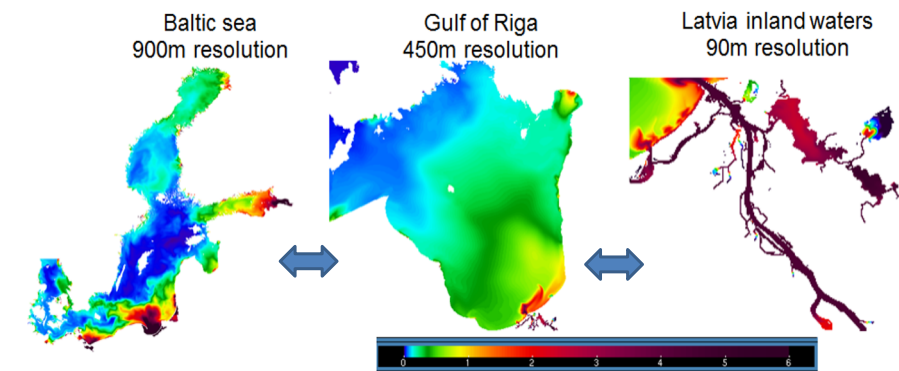 Baltic sea
900m resolution
Gulf of Riga
450m resolution
Latvia inland waters
90m resolution
0 1 2 3 4 5 6